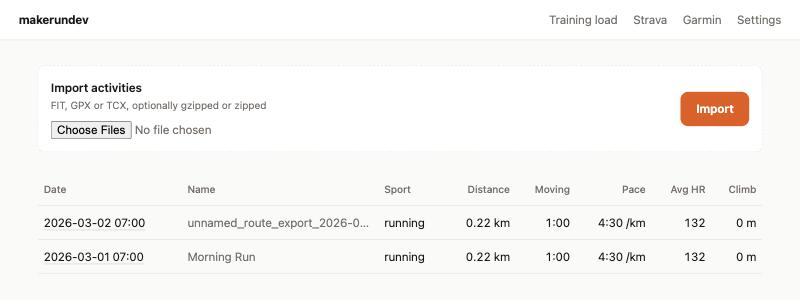 makerundev Training load Strava Garmin Settings
Import activities
FIT, GPX or TCX, optionally gzipped or zipped
Choose Files No file chosen
Import
Date Name Sport Distance Moving Pace Avg HR Climb
2026-03-02 07:00 unnamed_route_export_2026-0... running 0.22 km 1:00 4:30 /km 132 0 m
2026-03-01 07:00 Morning Run running 0.22 km 1:00 4:30 /km 132 0 m